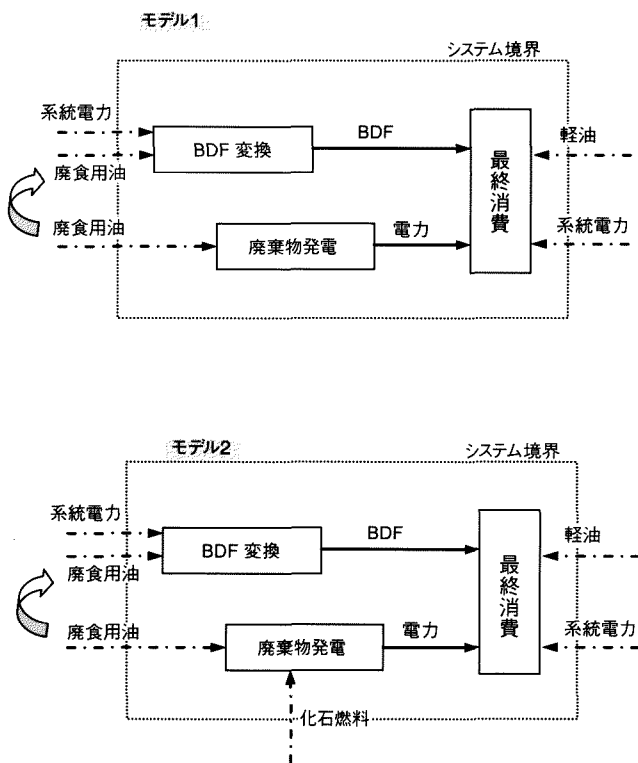 モデル1
システム境界
系統電力
BDF 変換
BDF
廃食用油
最終消費
軽油
廃食用油
廃棄物発電
電力
系統電力
モデル2
システム境界
系統電力
BDF 変換
BDF
廃食用油
最終消費
軽油
廃食用油
廃棄物発電
電力
系統電力
化石燃料